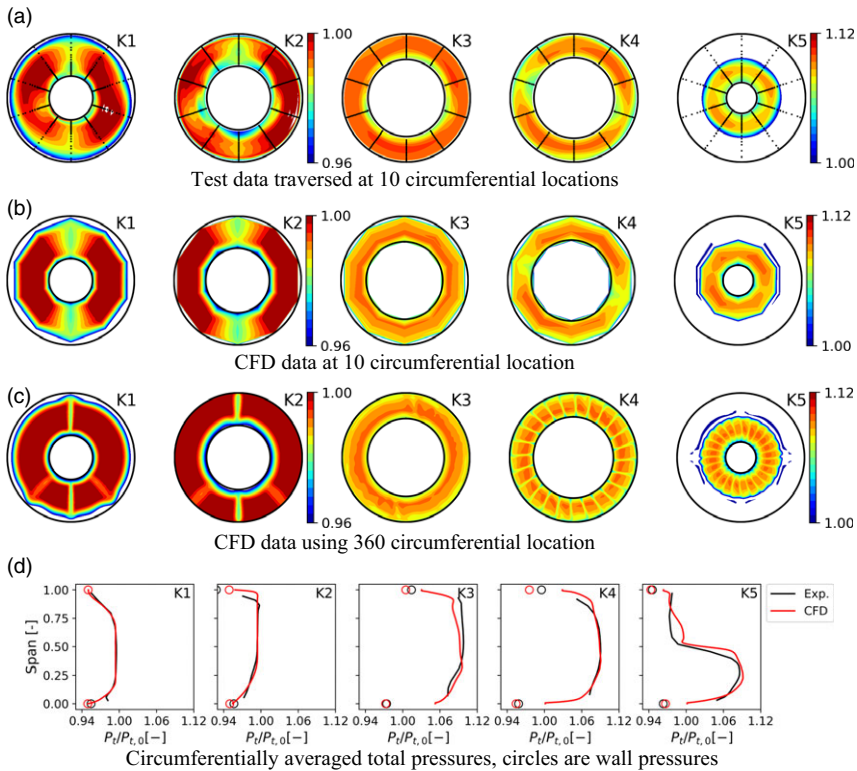 (a)
K1 K2 K3 K4 K5
1.00
0.96
1.12
1.00
Test data traversed at 10 circumferential locations
(b)
K1 K2 K3 K4 K5
1.00
0.96
1.12
1.00
CFD data at 10 circumferential location
(c)
K1 K2 K3 K4 K5
1.00
0.96
1.12
1.00
CFD data using 360 circumferential location
(d)
K1 K2 K3 K4 K5
Exp.
CFD
Span [-]
1.00
0.75
0.50
0.25
0.00
0.94 1.00 1.06 1.12 0.94 1.00 1.06 1.12 0.94 1.00 1.06 1.12 0.94 1.00 1.06 1.12 0.94 1.00 1.06 1.12
Pt/Pt,0[−] Pt/Pt,0[−] Pt/Pt,0[−] Pt/Pt,0[−] Pt/Pt,0[−]
Circumferentially averaged total pressures, circles are wall pressures